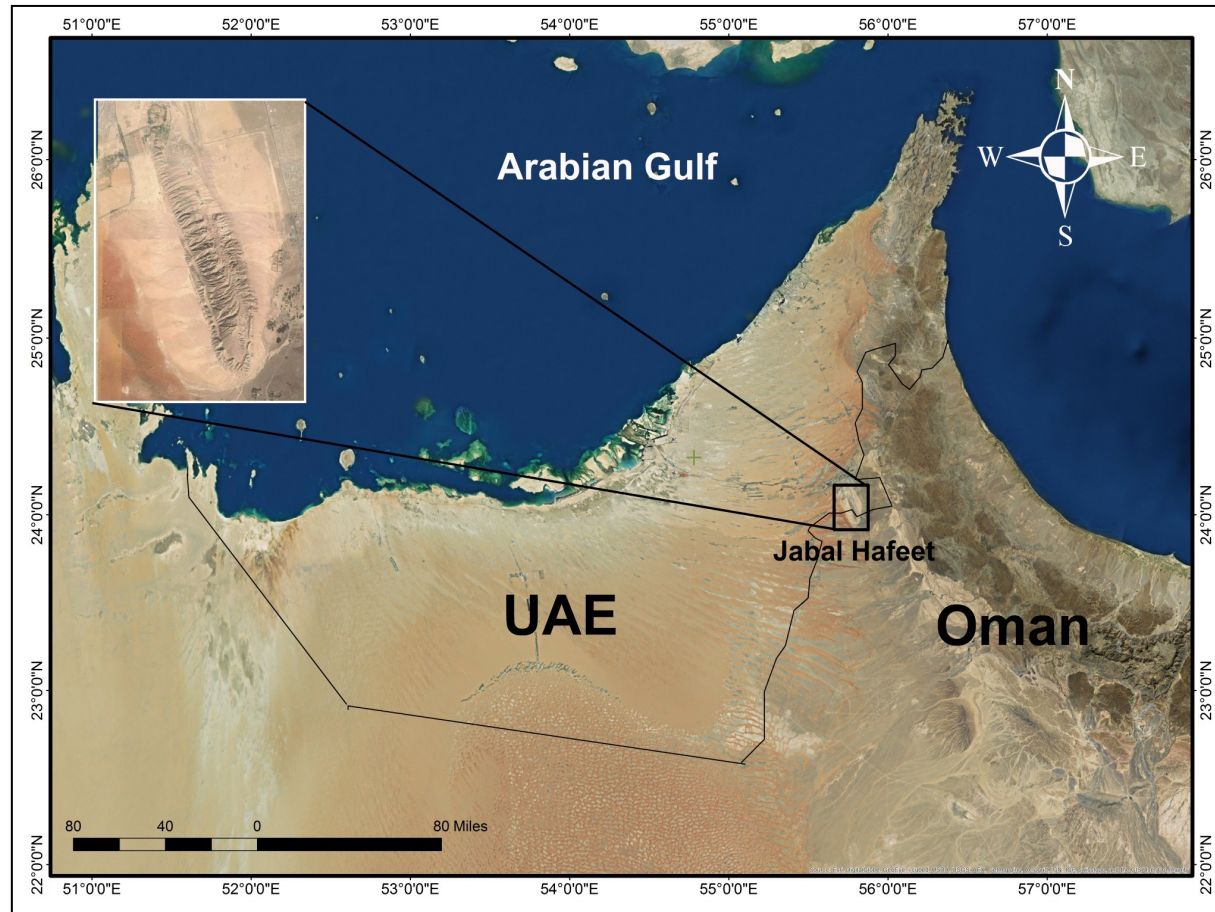 51°0'0"E 52°0'0"E 53°0'0"E 54°0'0"E 55°0'0"E 56°0'0"E 57°0'0"E
26°0'0"N 26°0'0"N
25°0'0"N 25°0'0"N
24°0'0"N 24°0'0"N
23°0'0"N 23°0'0"N
22°0'0"N 22°0'0"N
N
W E
S
Arabian Gulf
Jabal Hafeet
UAE
Oman
80 40 0 80 Miles
51°0'0"E 52°0'0"E 53°0'0"E 54°0'0"E 55°0'0"E 56°0'0"E 57°0'0"E